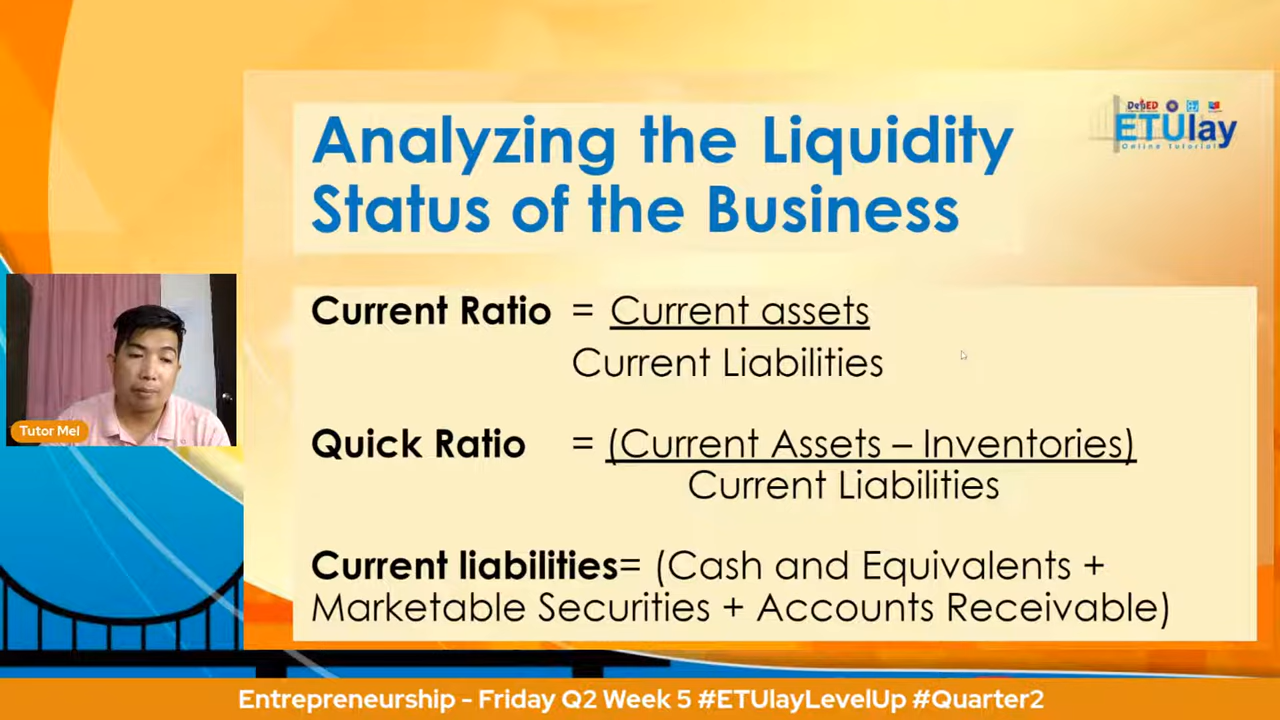 DepED
ETUlay
Online Tutorial
Analyzing the Liquidity
Status of the Business
Current Ratio = Current assets
Current Liabilities
Quick Ratio = (Current Assets – Inventories)
Current Liabilities
Current liabilities= (Cash and Equivalents +
Marketable Securities + Accounts Receivable)
Tutor Mel
Entrepreneurship - Friday Q2 Week 5 #ETUlayLevelUp #Quarter2